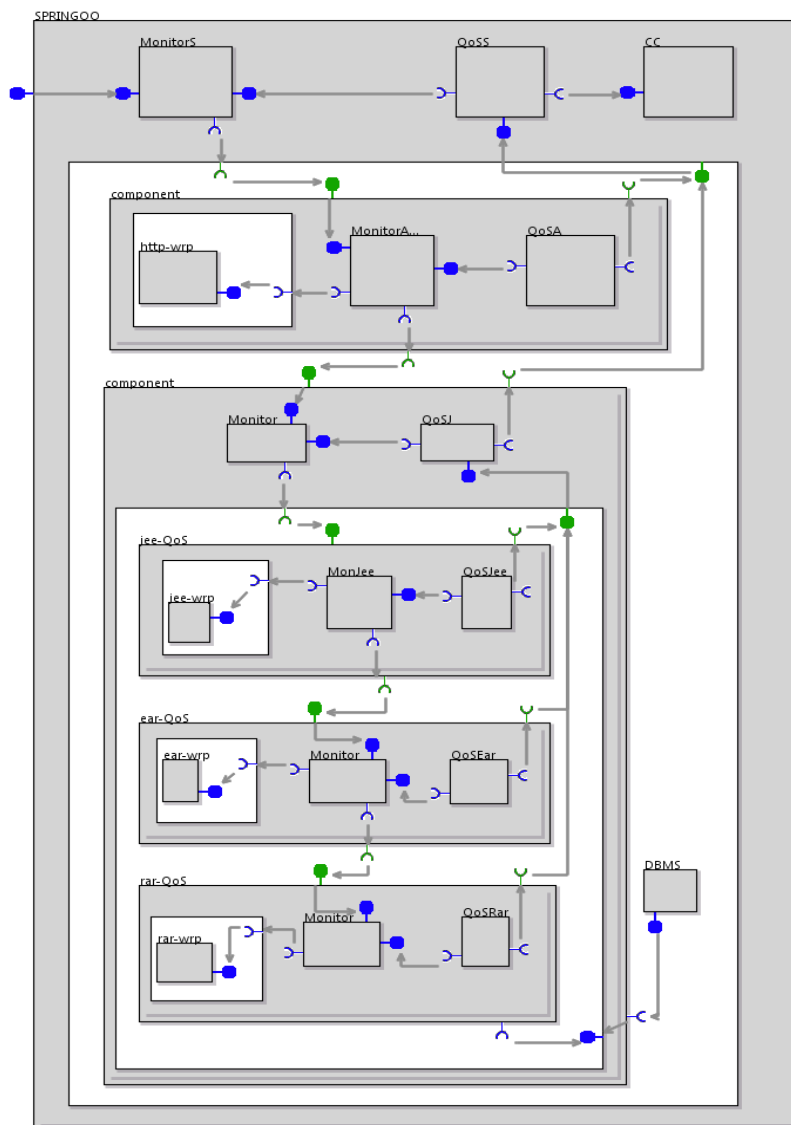 SPRINGOO
MonitorS
QoSS
CC
component
http-wrp
MonitorA...
QoSA
component
Monitor
QoSJ
jee-QoS
MonJee
QoSJee
jee-wrp
ear-QoS
ear-wrp
Monitor
QoSEar
DBMS
rar-QoS
rar-wrp
Monitor
QoSRar